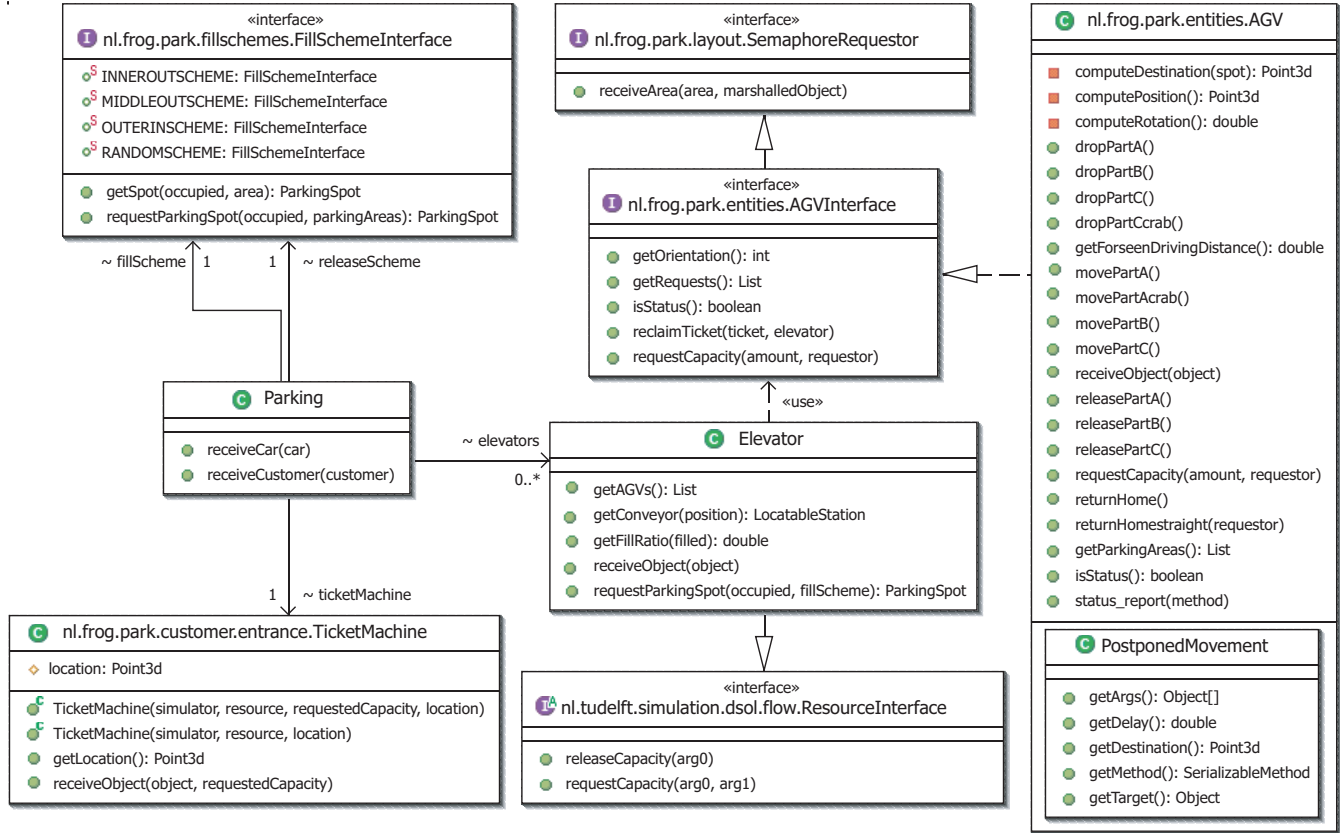 «interface»
nl.frog.park.fillschemes.FillSchemeInterface
INNEROUTSCHEME: FillSchemeInterface
MIDDLEOUTSCHEME: FillSchemeInterface
OUTERINSCHEME: FillSchemeInterface
RANDOMSCHEME: FillSchemeInterface
getSpot(occupied, area): ParkingSpot
requestParkingSpot(occupied, parkingAreas): ParkingSpot
~ fillScheme
1
1
~ releaseScheme
Parking
receiveCar(car)
receiveCustomer(customer)
~ elevators
0..*
1
~ ticketMachine
nl.frog.park.customer.entrance.TicketMachine
location: Point3d
TicketMachine(simulator, resource, requestedCapacity, location)
TicketMachine(simulator, resource, location)
getLocation(): Point3d
receiveObject(object, requestedCapacity)
«interface»
nl.frog.park.layout.SemaphoreRequestor
receiveArea(area, marshalledObject)
«interface»
nl.frog.park.entities.AGVInterface
getOrientation(): int
getRequests(): List
isStatus(): boolean
reclaimTicket(ticket, elevator)
requestCapacity(amount, requestor)
«use»
Elevator
getAGVs(): List
getConveyor(position): LocatableStation
getFillRatio(filled): double
receiveObject(object)
requestParkingSpot(occupied, fillScheme): ParkingSpot
«interface»
nl.tudelft.simulation.dsol.flow.ResourceInterface
releaseCapacity(arg0)
requestCapacity(arg0, arg1)
nl.frog.park.entities.AGV
computeDestination(spot): Point3d
computePosition(): Point3d
computeRotation(): double
dropPartA()
dropPartB()
dropPartC()
dropPartCcrab()
getForseenDrivingDistance(): double
movePartA()
movePartAcrab()
movePartB()
movePartC()
receiveObject(object)
releasePartA()
releasePartB()
releasePartC()
requestCapacity(amount, requestor)
returnHome()
returnHomestraight(requestor)
getParkingAreas(): List
isStatus(): boolean
status_report(method)
PostponedMovement
getArgs(): Object[]
getDelay(): double
getDestination(): Point3d
getMethod(): SerializableMethod
getTarget(): Object